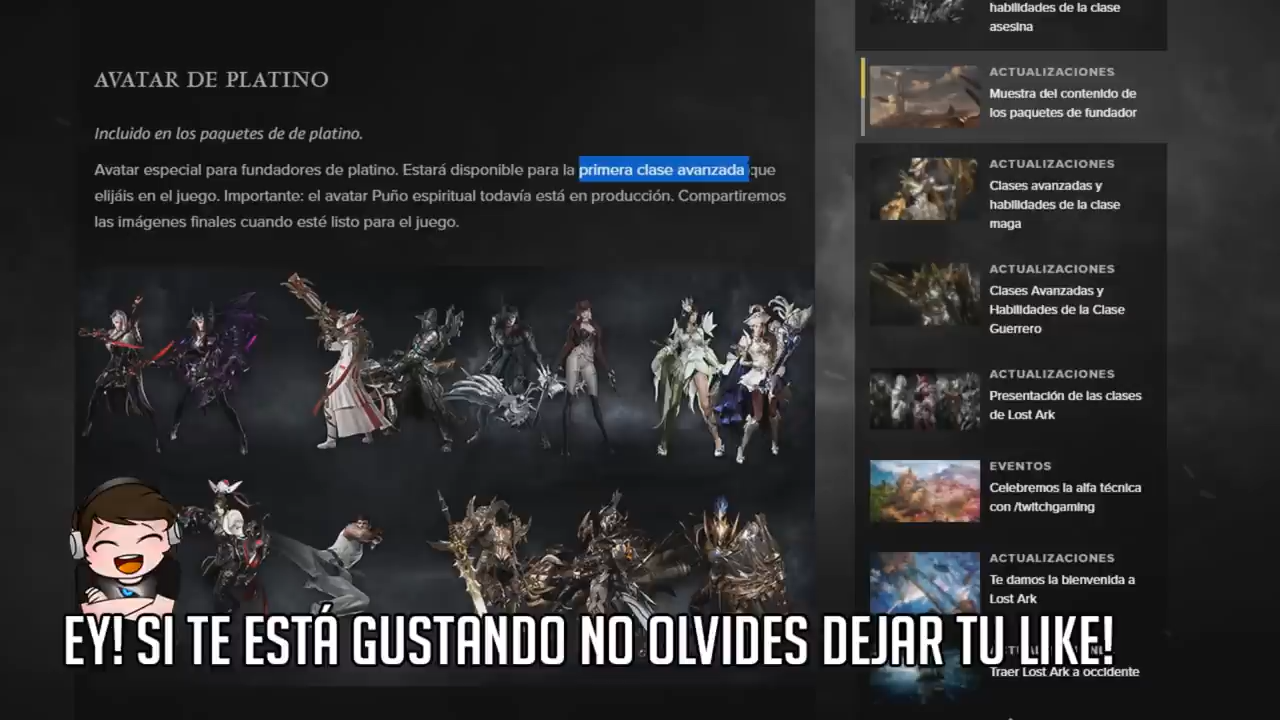 AVATAR DE PLATINO
Incluido en los paquetes de de platino.
Avatar especial para fundadores de platino. Estará disponible para la primera clase avanzada que
elijáis en el juego. Importante: el avatar Puño espiritual todavía está en producción. Compartiremos
las imágenes finales cuando esté listo para el juego.
habilidades de la clase
asesina
ACTUALIZACIONES
Muestra del contenido de
los paquetes de fundador
ACTUALIZACIONES
Clases avanzadas y
habilidades de la clase
maga
ACTUALIZACIONES
Clases Avanzadas y
Habilidades de la Clase
Guerrero
ACTUALIZACIONES
Presentación de las clases
de Lost Ark
EVENTOS
Celebremos la alfa técnica
con /twitchgaming
ACTUALIZACIONES
Te damos la bienvenida a
Lost Ark
Traer Lost Ark a occidente
EY! SI TE ESTÁ GUSTANDO NO OLVIDES DEJAR TU LIKE!